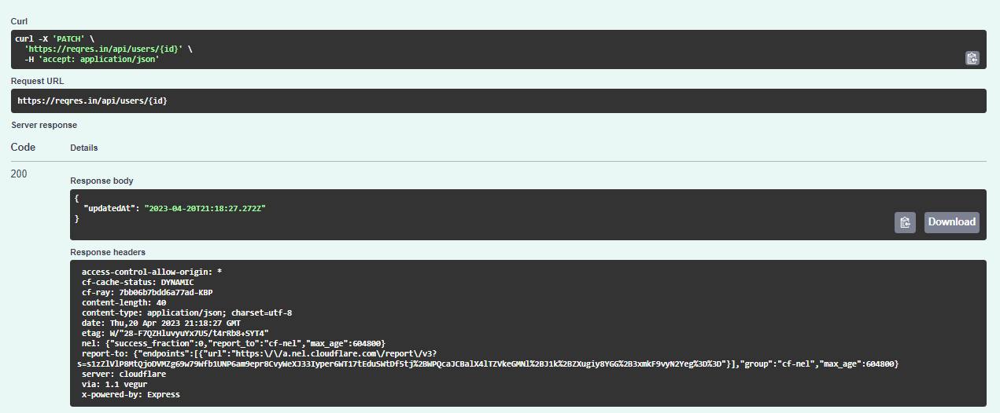 Curl
curl -X 'PATCH' \
'https://reqres.in/api/users/{id}' \
-H 'accept: application/json'
Request URL
https://reqres.in/api/users/{id}
Server response
Code Details
200
Response body
{
"updatedAt": "2023-04-20T21:18:27.272Z"
}
Download
Response headers
access-control-allow-origin: *
cf-cache-status: DYNAMIC
cf-ray: 7bb06b7bdd6a77ad-KBP
content-length: 40
content-type: application/json; charset=utf-8
date: Thu,20 Apr 2023 21:18:27 GMT
etag: W/"28-F7QZHluvyuYx7U5/t4rRb8+SYT4"
nel: {"success_fraction":0,"report_to":"cf-nel","max_age":604800}
report-to: {"endpoints":[{"url":"https:\/\/a.nel.cloudflare.com\/report\/v3?
s=s1zZlVlP8MtQjoDVMZg69w79Wfb1UNP6am9epr8CvyWeXJ33Iyper6WT17tEduSWtDf5tj%2BWPQcaJCBalX4lTZVkeGMNl%2BJ1k%2BZXugiy8YGG%2B3xmkF9vyN2Yeg%3D%3D"}],"group":"cf-nel","max_age":604800}
server: cloudflare
via: 1.1 vegur
x-powered-by: Express